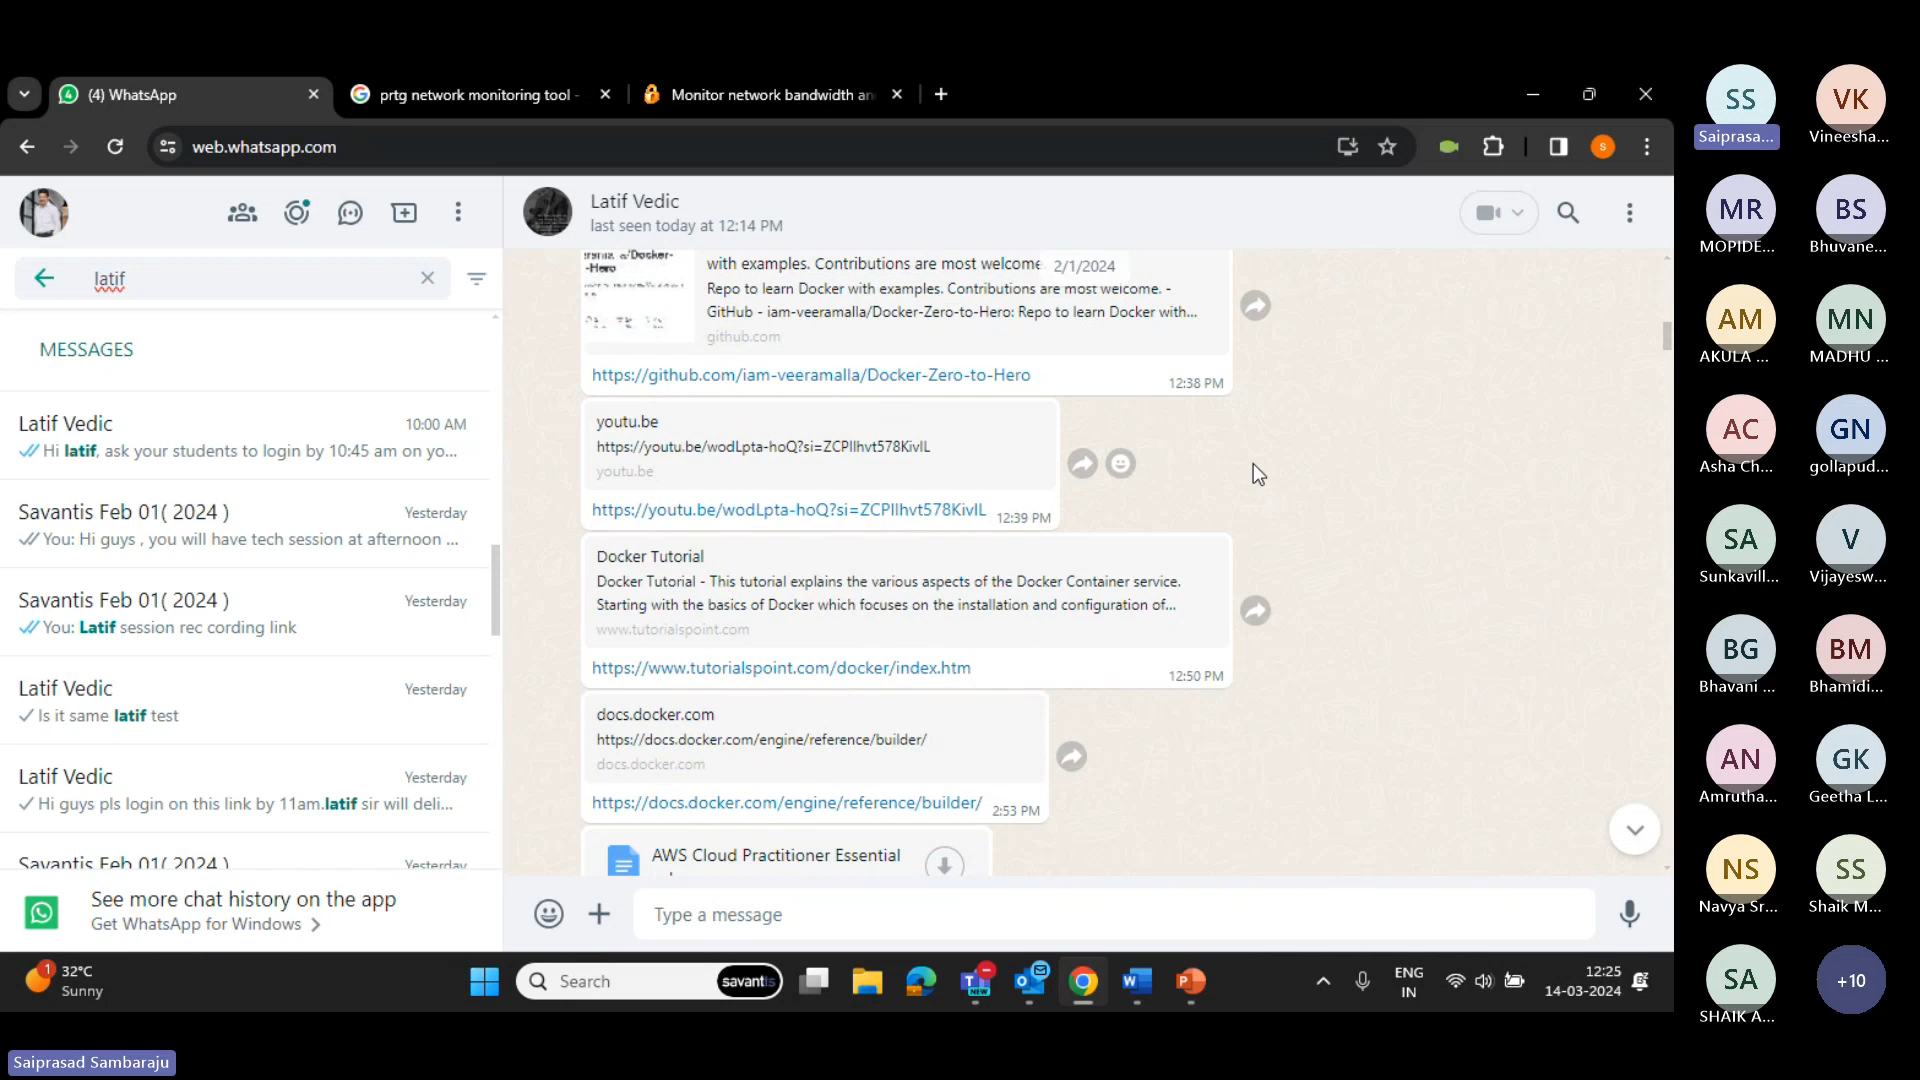 (4) WhatsApp
prtg network monitoring tool -
Monitor network bandwidth an
web.whatsapp.com
S
latif
MESSAGES
Latif Vedic
10:00 AM
Hi latif, ask your students to login by 10:45 am on yo...
Savantis Feb 01( 2024 )
Yesterday
You: Hi guys , you will have tech session at afternoon ...
Savantis Feb 01( 2024 )
Yesterday
You: Latif session rec cording link
Latif Vedic
Yesterday
Is it same latif test
Latif Vedic
Yesterday
Hi guys pls login on this link by 11am.latif sir will deli...
Savantis Feb 01( 2024 )
Yesterday
See more chat history on the app
Get WhatsApp for Windows
Latif Vedic
last seen today at 12:14 PM
-Hero
with examples. Contributions are most welcome
2/1/2024
Repo to learn Docker with examples. Contributions are most welcome. -
GitHub - iam-veeramalla/Docker-Zero-to-Hero: Repo to learn Docker with...
github.com
https://github.com/iam-veeramalla/Docker-Zero-to-Hero
12:38 PM
youtu.be
https://youtu.be/wodLpta-hoQ?si=ZCPIlhvt578KivlL
youtu.be
https://youtu.be/wodLpta-hoQ?si=ZCPIlhvt578KivlL
12:39 PM
Docker Tutorial
Docker Tutorial - This tutorial explains the various aspects of the Docker Container service.
Starting with the basics of Docker which focuses on the installation and configuration of...
www.tutorialspoint.com
https://www.tutorialspoint.com/docker/index.htm
12:50 PM
docs.docker.com
https://docs.docker.com/engine/reference/builder/
docs.docker.com
https://docs.docker.com/engine/reference/builder/
2:53 PM
AWS Cloud Practitioner Essential
Type a message
1
32°C
Sunny
Search
savantis
NEW
ENG
IN
12:25
14-03-2024
SS
Saiprasa...
VK
Vineesha...
MR
MOPIDE...
BS
Bhuvane...
AM
AKULA ...
MN
MADHU ...
AC
Asha Ch...
GN
gollapud...
SA
Sunkavill...
V
Vijayesw...
BG
Bhavani ...
BM
Bhamidi...
AN
Amrutha...
GK
Geetha L...
NS
Navya Sr...
SS
Shaik M...
SA
SHAIK A...
+10
Saiprasad Sambaraju